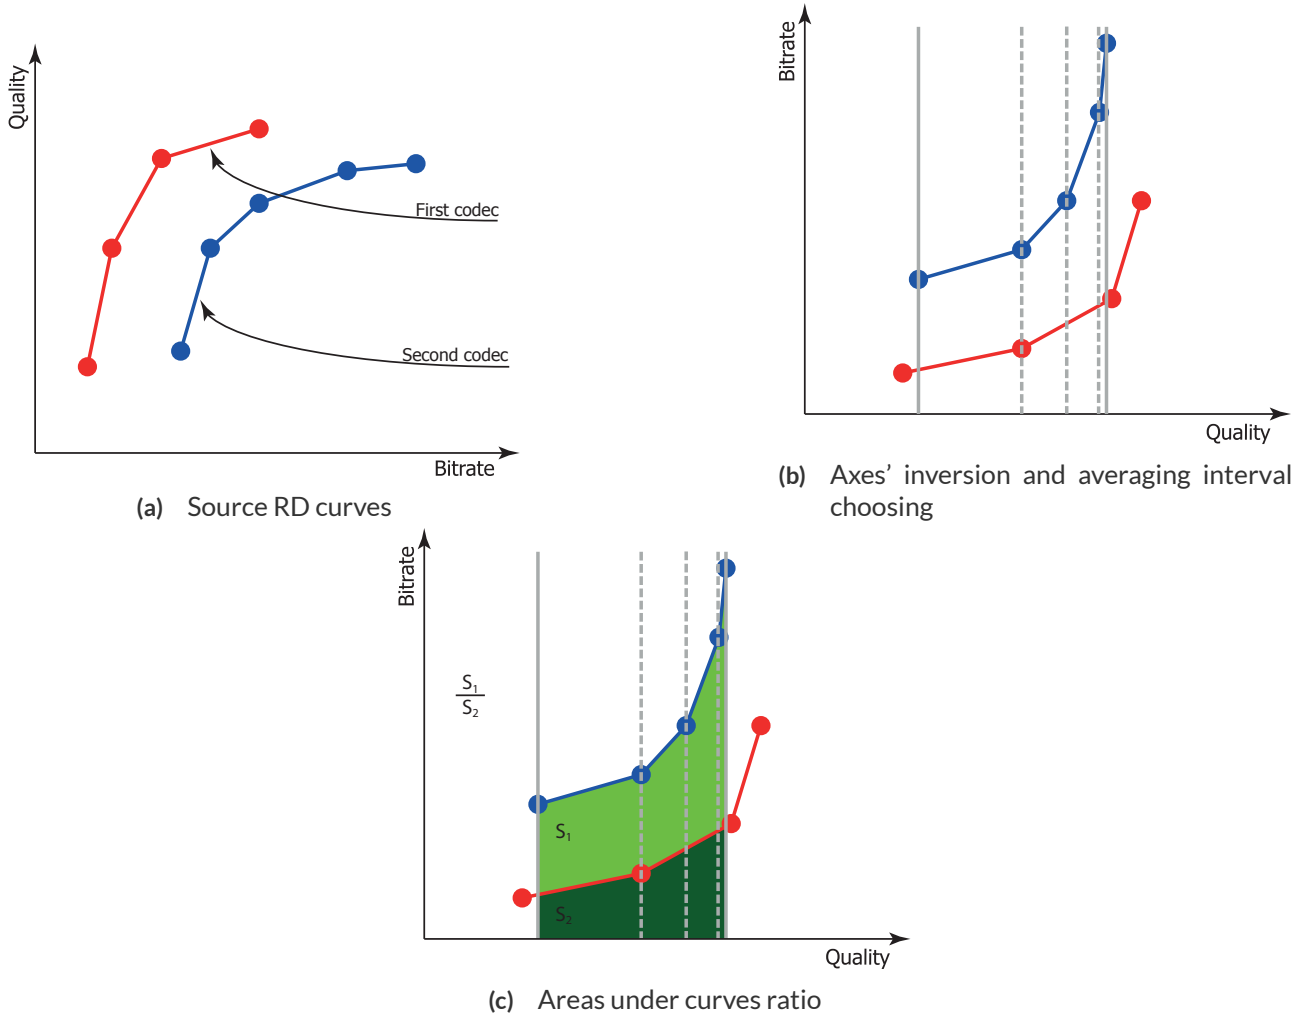 Quality
First codec
Second codec
Bitrate
(a) Source RD curves
Bitrate
Quality
(b) Axes’ inversion and averaging interval
choosing
Bitrate
S1
S2
S1
S2
Quality
(c) Areas under curves ratio